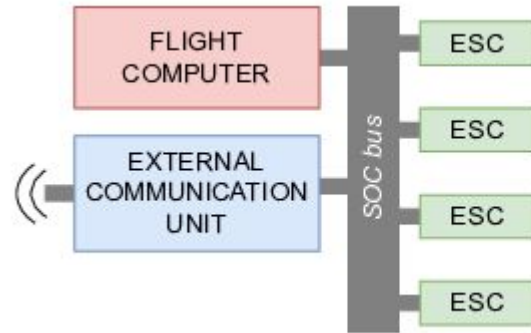 FLIGHT
COMPUTER
EXTERNAL
COMMUNICATION
UNIT
SOC bus
ESC
ESC
ESC
ESC